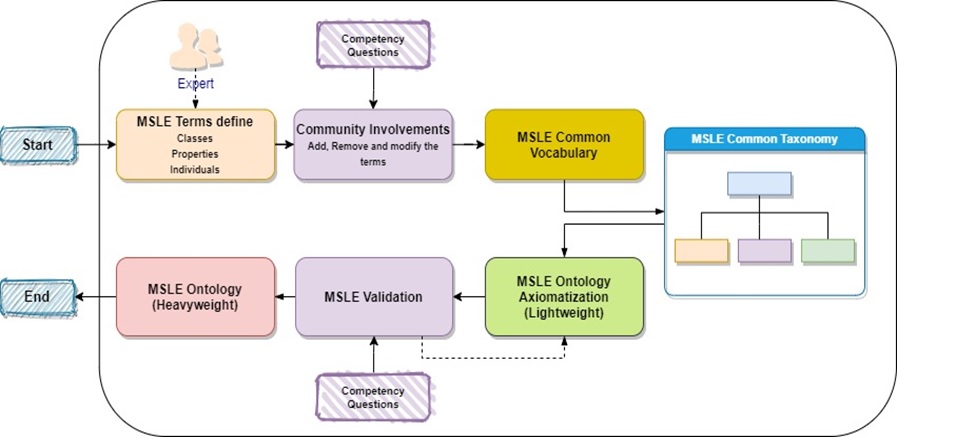 Competency
Questions
Expert
Start
MSLE Terms define
Classes
Properties
Individuals
Community Involvements
Add, Remove and modify the
terms
MSLE Common
Vocabulary
MSLE Common Taxonomy
End
MSLE Ontology
(Heavyweight)
MSLE Validation
MSLE Ontology
Axiomatization
(Lightweight)
Competency
Questions